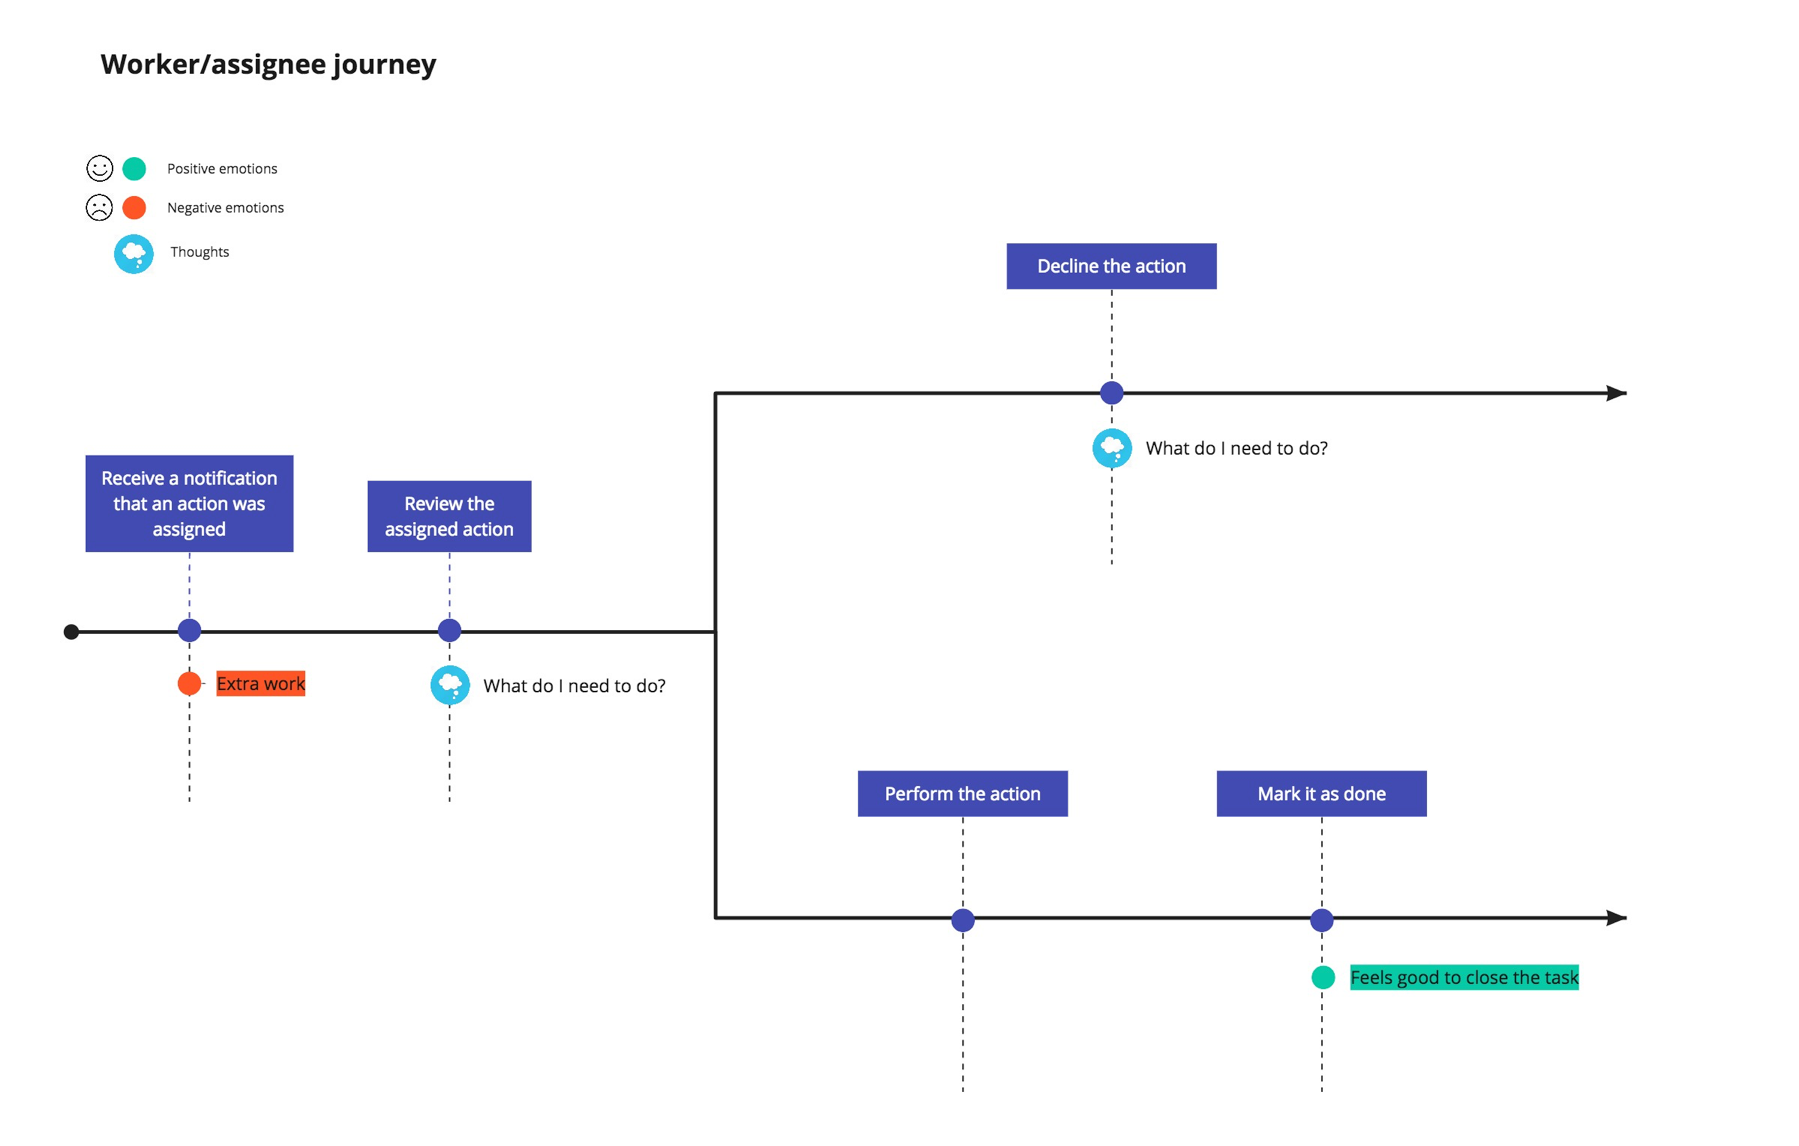 Worker/assignee journey
Positive emotions
Negative emotions
Thoughts
Decline the action
What do I need to do?
Receive a notification
that an action was
assigned
Review the
assigned action
Extra work
What do I need to do?
Perform the action
Mark it as done
Feels good to close the task